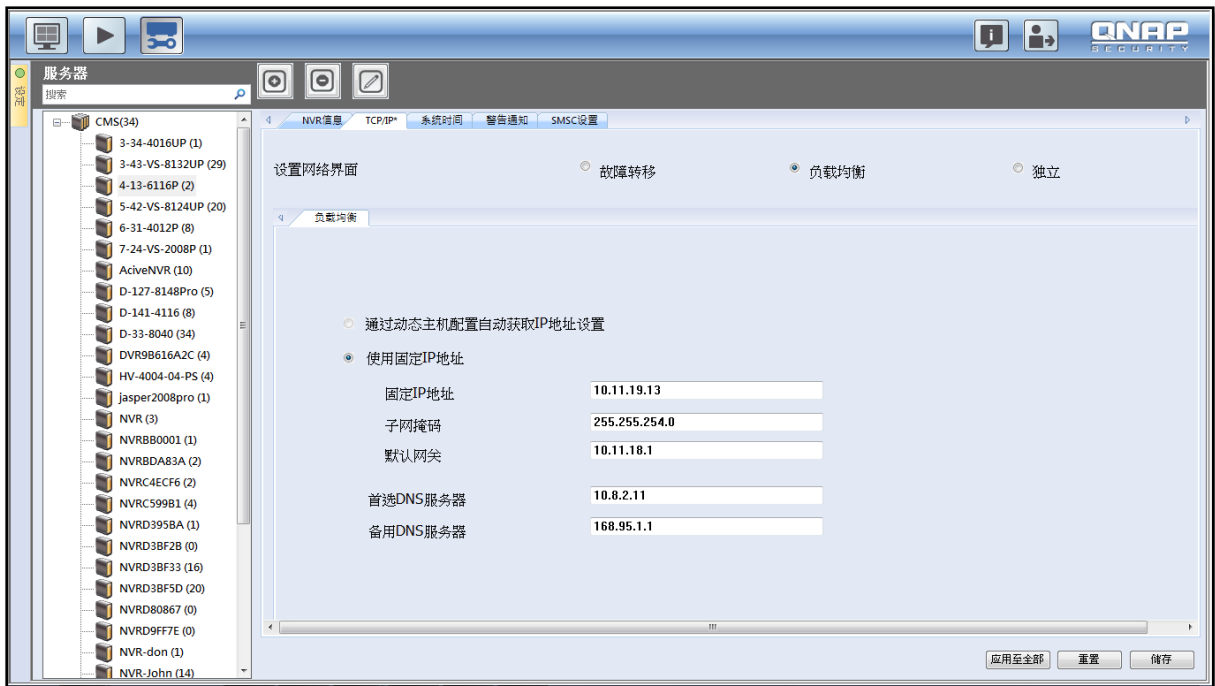 QNAP
SECURITY
服务器
搜索
CMS(34)
3-34-4016UP (1)
3-43-VS-8132UP (29)
4-13-6116P (2)
5-42-VS-8124UP (20)
6-31-4012P (8)
7-24-VS-2008P (1)
AciveNVR (10)
D-127-8148Pro (5)
D-141-4116 (8)
D-33-8040 (34)
DVR9B616A2C (4)
HV-4004-04-PS (4)
jasper2008pro (1)
NVR (3)
NVRBB0001 (1)
NVRBDA83A (2)
NVRC4ECF6 (2)
NVRC599B1 (4)
NVRD395BA (1)
NVRD3BF2B (0)
NVRD3BF33 (16)
NVRD3BF5D (20)
NVRD80867 (0)
NVRD9FF7E (0)
NVR-don (1)
NVR-John (14)
NVR信息 TCP/IP* 系统时间 警告通知 SMSC设置
设置网络界面 故障转移 负载均衡 独立
负载均衡
通过动态主机配置自动获取IP地址设置
使用固定IP地址
固定IP地址 10.11.19.13
子网掩码 255.255.254.0
默认网关 10.11.18.1
首选DNS服务器 10.8.2.11
备用DNS服务器 168.95.1.1
应用至全部 重置 储存